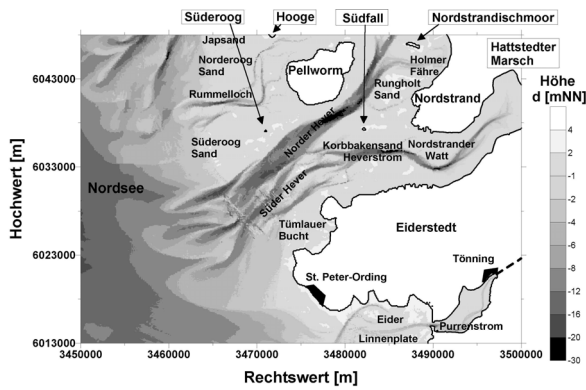 Süderoog
Hooge
Südfall
Nordstrandischmoor
Hattstedter
Marsch
Höhe
d [mNN]
Japsand
Norderoog
Sand
Pellworm
Holmer
Fähre
Rungholt
Sand
Nordstrand
Rummelloch
Süderoog
Sand
Norder Hever
Korbbakensand
Heverstrom
Nordstrander
Watt
Nordsee
Süder Hever
Tümlauer
Bucht
Eiderstedt
St. Peter-Ording
Tönning
Eider
Purrenstrom
Linnenplate
Hochwert [m]
6043000
6033000
6023000
6013000
3450000
3460000
3470000
3480000
3490000
3500000
Rechtswert [m]
4
2
0
-2
-4
-6
-8
-12
-16
-20
-30